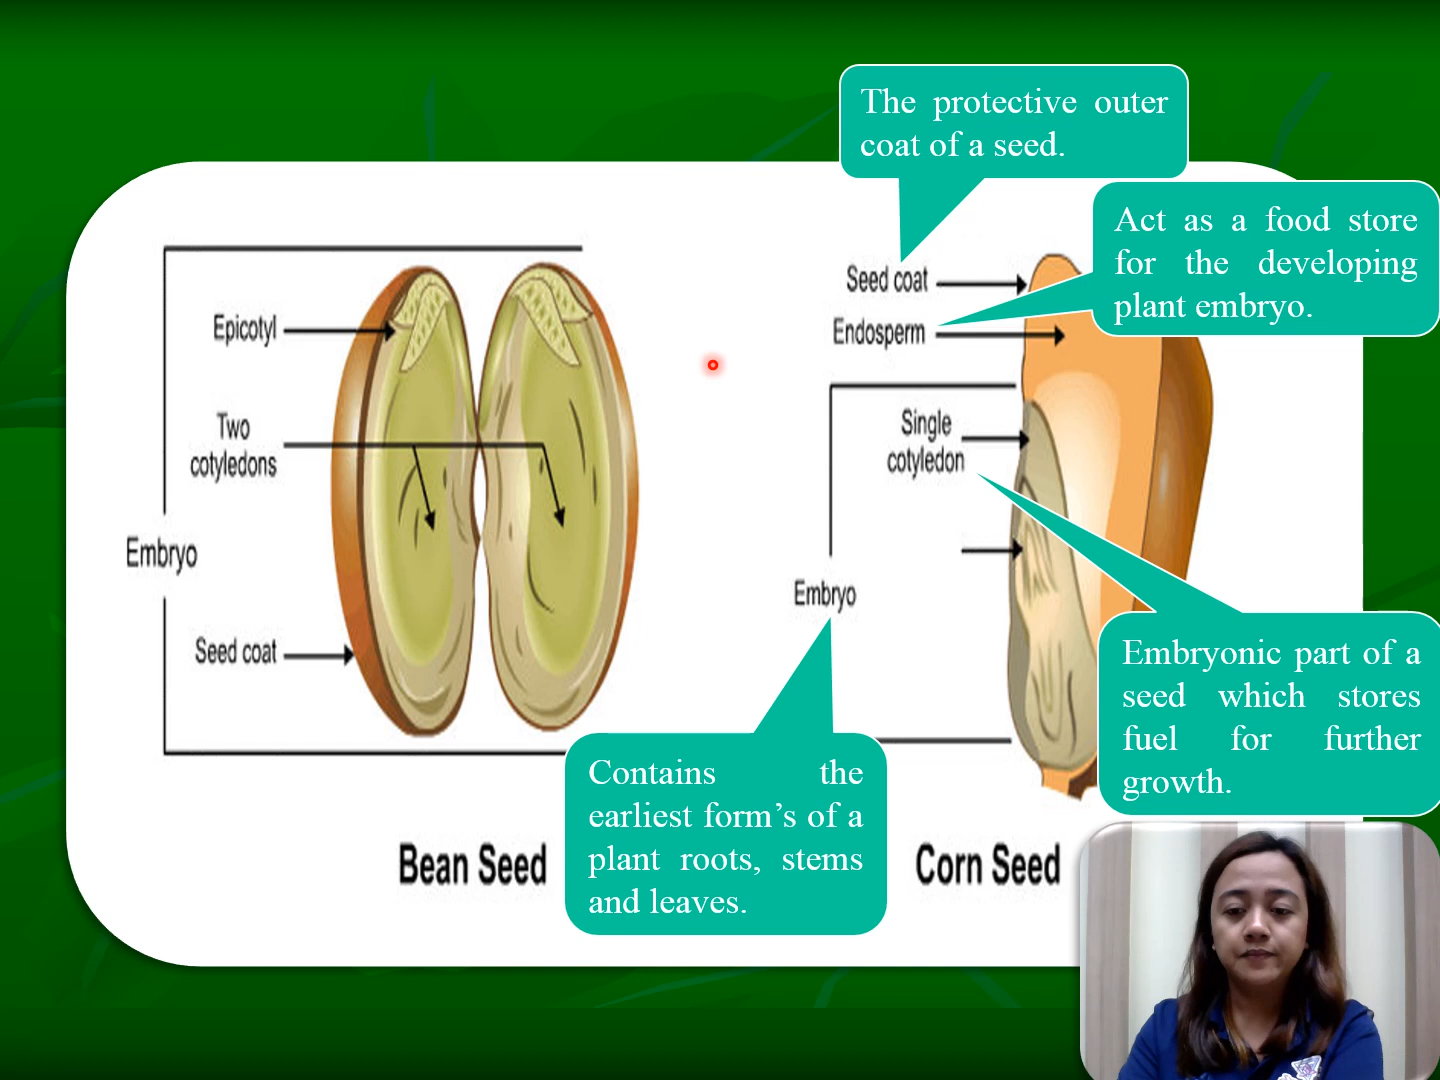 The protective outer
coat of a seed.
Act as a food store
for the developing
plant embryo.
Seed coat
Endosperm
Single
cotyledon
Embryo
Epicotyl
Two
cotyledons
Embryo
Seed coat
Embryonic part of a
seed which stores
fuel for further
growth.
Contains the
earliest form’s of a
plant roots, stems
and leaves.
Bean Seed
Corn Seed